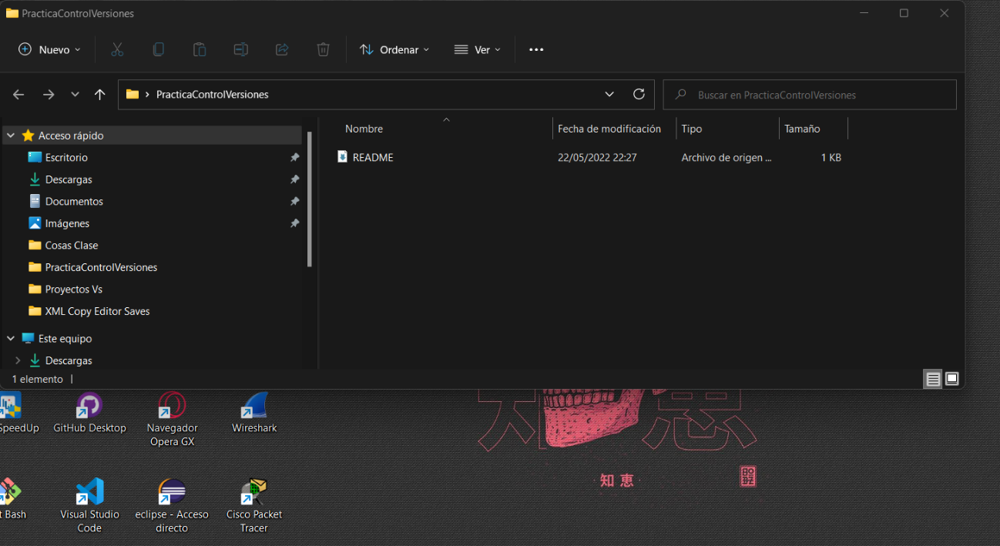 PracticaControlVersiones
Nuevo
Ordenar
Ver
PracticaControlVersiones
Buscar en PracticaControlVersiones
Acceso rápido
Escritorio
Descargas
Documentos
Imágenes
Cosas Clase
PracticaControlVersiones
Proyectos Vs
XML Copy Editor Saves
Este equipo
Descargas
Nombre Fecha de modificación Tipo Tamaño
README 22/05/2022 22:27 Archivo de origen ... 1 KB
1 elemento
SpeedUp
GitHub Desktop
Navegador
Opera GX
Wireshark
t Bash
Visual Studio
Code
eclipse - Acceso
directo
Cisco Packet
Tracer
知恵